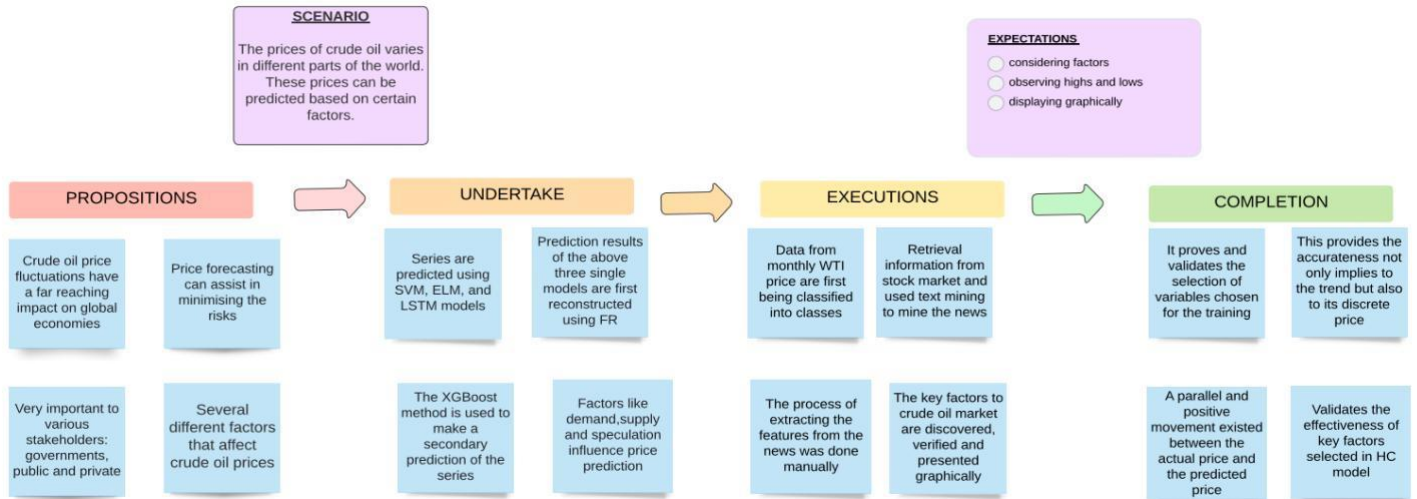 SCENARIO
The prices of crude oil varies
in different parts of the world.
These prices can be
predicted based on certain
factors.
EXPECTATIONS
considering factors
observing highs and lows
displaying graphically
PROPOSITIONS
UNDERTAKE
EXECUTIONS
COMPLETION
Crude oil price
fluctuations have
a far reaching
impact on global
economies
Price forecasting
can assist in
minimising the
risks
Series are
predicted using
SVM, ELM, and
LSTM models
Prediction results
of the above
three single
models are first
reconstructed
using FR
Data from
monthly WTI
price are first
being classified
into classes
Retrieval
information from
stock market and
used text mining
to mine the news
It proves and
validates the
selection of
variables chosen
for the training
This provides the
accurateness not
only implies to
the trend but also
to its discrete
price
Very important to
various
stakeholders:
governments,
public and private
Several
different factors
that affect
crude oil prices
The XGBoost
method is used to
make a
secondary
prediction of the
series
Factors like
demand,supply
and speculation
influence price
prediction
The process of
extracting the
features from the
news was done
manually
The key factors to
crude oil market
are discovered,
verified and
presented
graphically
A parallel and
positive
movement existed
between the
actual price and
the predicted
price
Validates the
effectiveness of
key factors
selected in HC
model